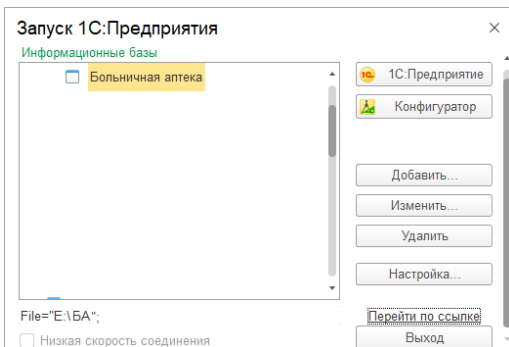 Запуск 1С:Предприятия
Информационные базы
Больничная аптека
1С:Предприятие
Конфигуратор
Добавить...
Изменить...
Удалить
Настройка...
File="E:\БА";
Перейти по ссылке
Низкая скорость соединения
Выход